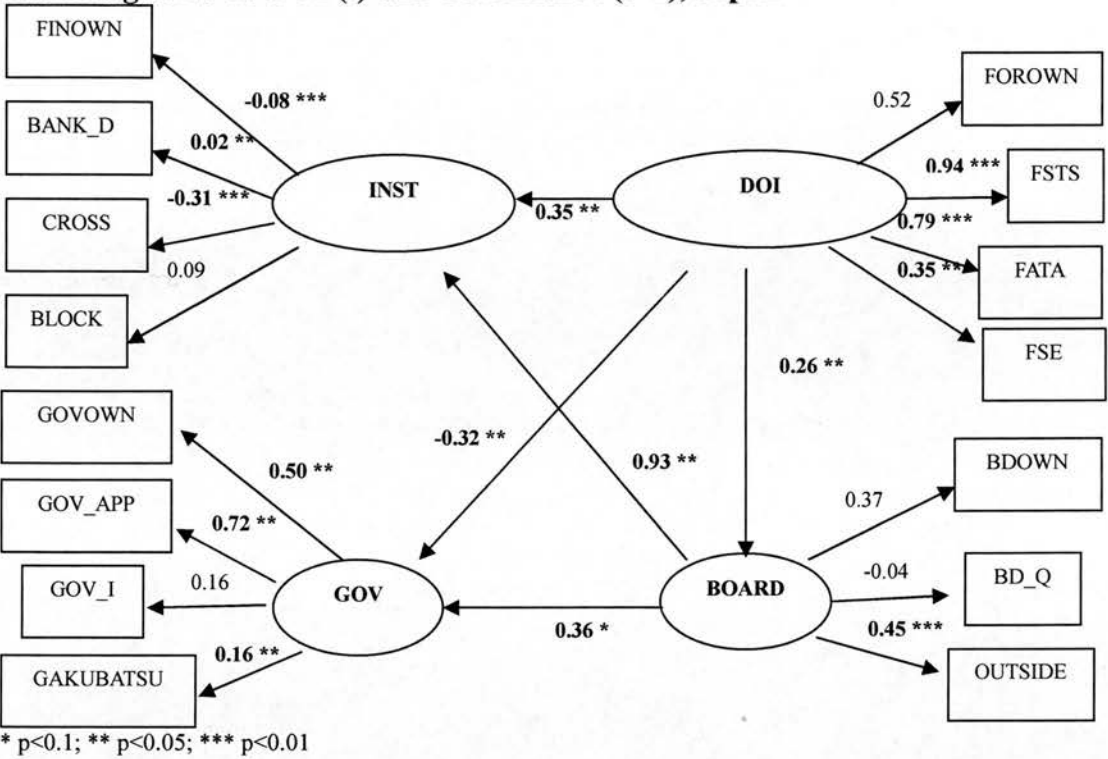 FINOWN
FOROWN
-0.08 ***
0.52
BANK_D
0.02 **
0.94 ***
FSTS
INST
DOI
-0.31 ***
0.35 **
0.79 ***
CROSS
0.09
0.35 **
FATA
BLOCK
FSE
0.26 **
GOVOWN
-0.32 **
0.93 **
BDOWN
0.50 **
0.37
GOV_APP
0.72 **
GOV_I
0.16
GOV
BOARD
-0.04
BD_Q
0.36 *
0.45 ***
0.16 **
GAKUBATSU
OUTSIDE
* p<0.1; ** p<0.05; *** p<0.01